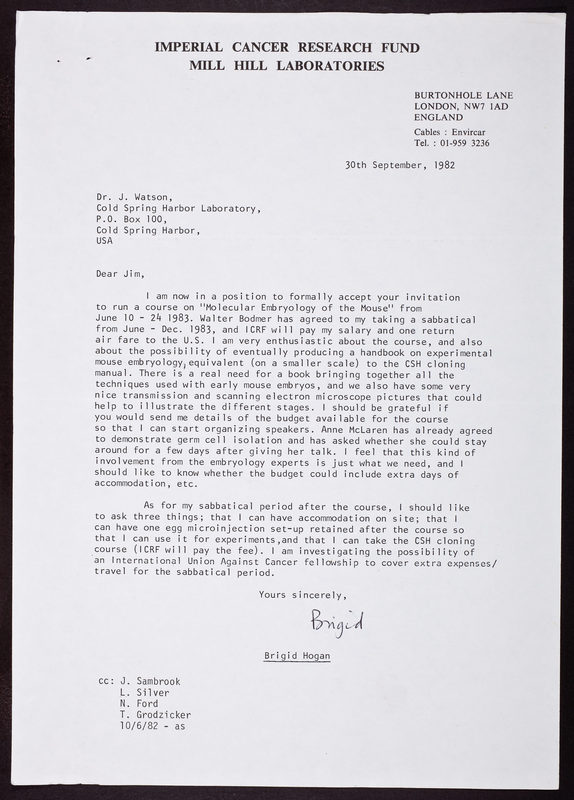 IMPERIAL CANCER RESEARCH FUND
MILL HILL LABORATORIES
BURTONHOLE LANE
LONDON, NW7 1AD
ENGLAND
Cables : Envircar
Tel. : 01-959 3236
30th September, 1982
Dr. J. Watson,
Cold Spring Harbor Laboratory,
P.O. Box 100,
Cold Spring Harbor,
USA
Dear Jim,
I am now in a position to formally accept your invitation
to run a course on "Molecular Embryology of the Mouse" from
June 10 - 24 1983. Walter Bodmer has agreed to my taking a sabbatical
from June - Dec. 1983, and ICRF will pay my salary and one return
air fare to the U.S. I am very enthusiastic about the course, and also
about the possibility of eventually producing a handbook on experimental
mouse embryology, equivalent (on a smaller scale) to the CSH cloning
manual. There is a real need for a book bringing together all the
techniques used with early mouse embryos, and we also have some very
nice transmission and scanning electron microscope pictures that could
help to illustrate the different stages. I should be grateful if
you would send me details of the budget available for the course
so that I can start organizing speakers. Anne McLaren has already agreed
to demonstrate germ cell isolation and has asked whether she could stay
around for a few days after giving her talk. I feel that this kind of
involvement from the embryology experts is just what we need, and I
should like to know whether the budget could include extra days of
accommodation, etc.
As for my sabbatical period after the course, I should like
to ask three things; that I can have accommodation on site; that I
can have one egg microinjection set-up retained after the course so
that I can use it for experiments,and that I can take the CSH cloning
course (ICRF will pay the fee). I am investigating the possibility of
an International Union Against Cancer fellowship to cover extra expenses/
travel for the sabbatical period.
Yours sincerely,
Brigid
Brigid Hogan
cc: J. Sambrook
L. Silver
N. Ford
T. Grodzicker
10/6/82 - as